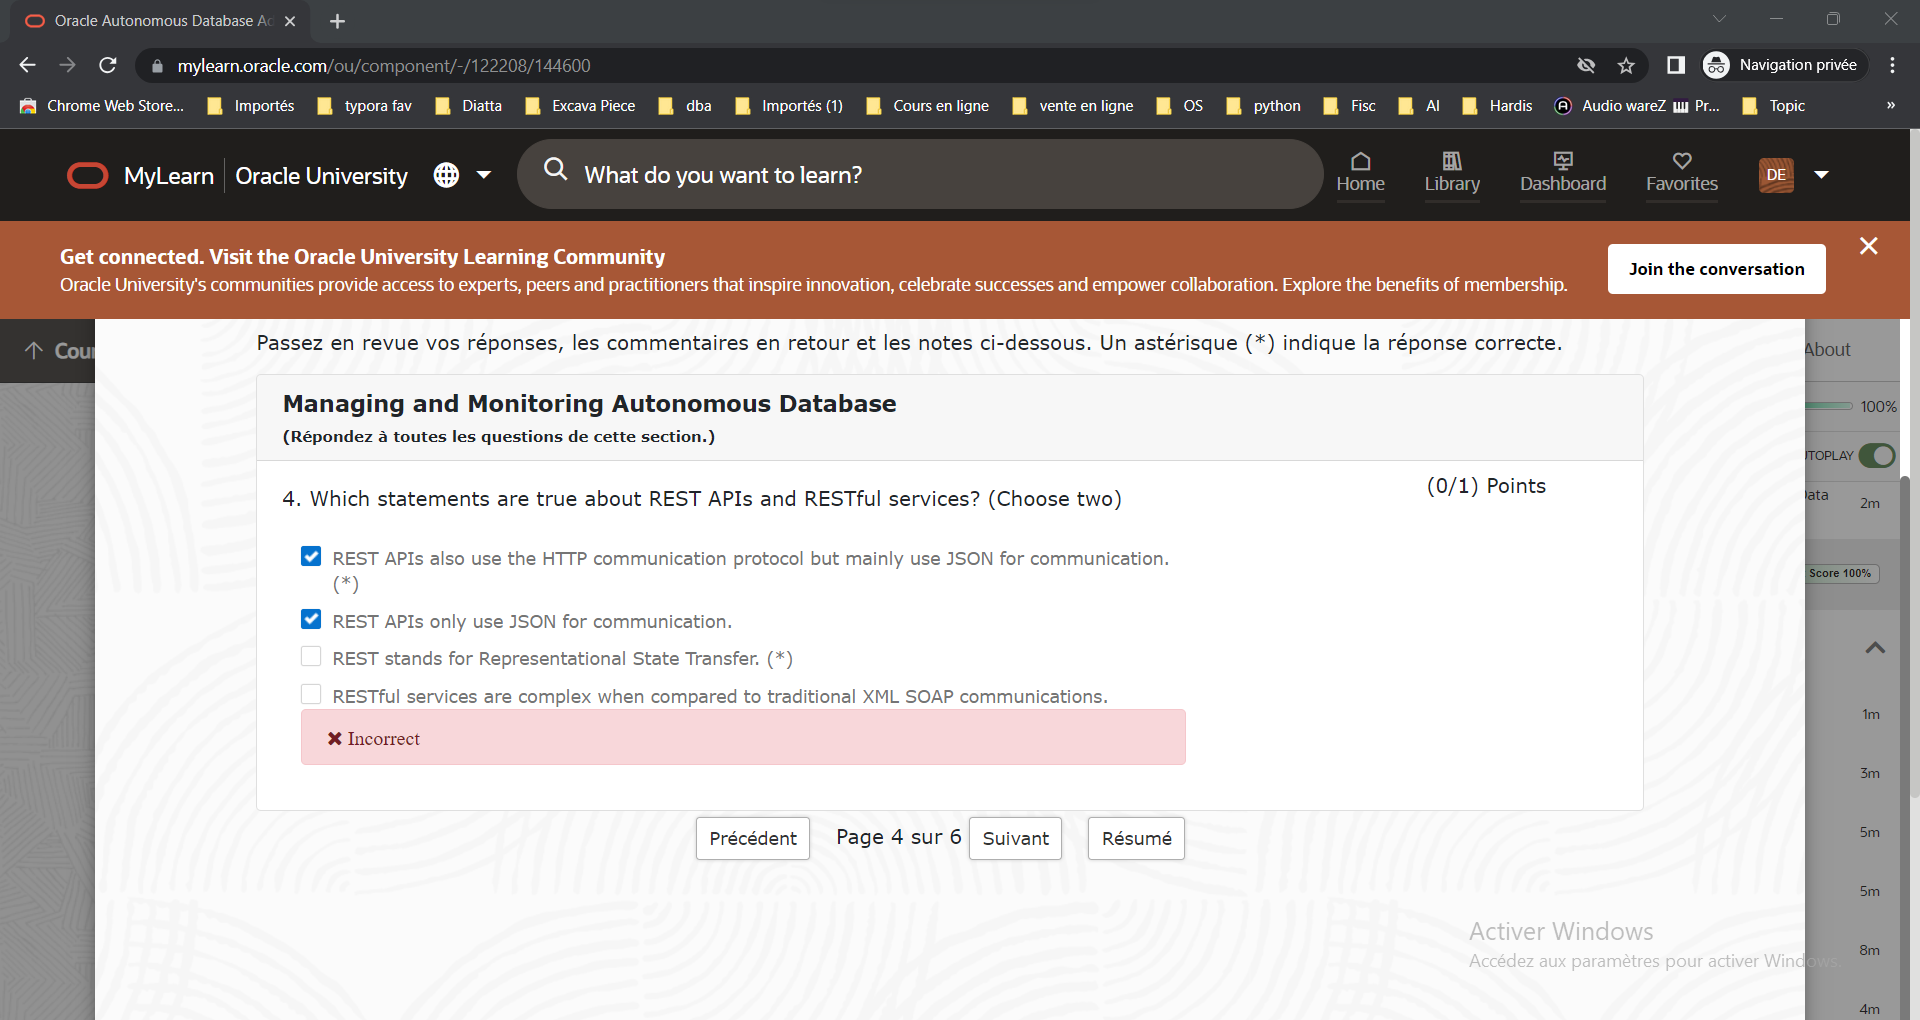 Oracle Autonomous Database Ad
mylearn.oracle.com/ou/component/-/122208/144600
Navigation privée
Chrome Web Store... Importés typora fav Diatta Excava Piece dba Importés (1) Cours en ligne vente en ligne OS python Fisc AI Hardis Audio wareZ Pr... Topic »
MyLearn Oracle University
What do you want to learn?
Home Library Dashboard Favorites DE
Get connected. Visit the Oracle University Learning Community
Oracle University's communities provide access to experts, peers and practitioners that inspire innovation, celebrate successes and empower collaboration. Explore the benefits of membership.
Join the conversation
Cour
About
Passez en revue vos réponses, les commentaires en retour et les notes ci-dessous. Un astérisque (*) indique la réponse correcte.
100%
Managing and Monitoring Autonomous Database
(Répondez à toutes les questions de cette section.)
TOPLAY
(0/1) Points
4. Which statements are true about REST APIs and RESTful services? (Choose two)
ata
2m
REST APIs also use the HTTP communication protocol but mainly use JSON for communication.
(*)
Score 100%
REST APIs only use JSON for communication.
REST stands for Representational State Transfer. (*)
RESTful services are complex when compared to traditional XML SOAP communications.
1m
Incorrect
3m
Précédent Page 4 sur 6 Suivant Résumé
5m
5m
Activer Windows
Accédez aux paramètres pour activer Windows.
8m
4m